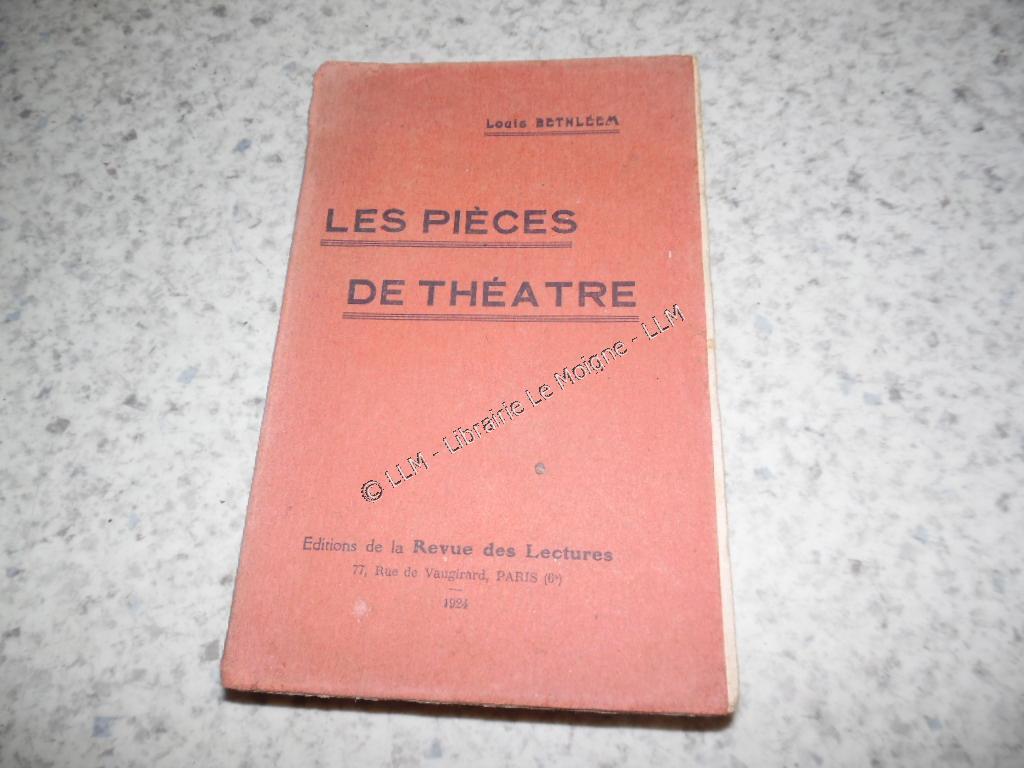 Louis BETHLÉEM
LES PIÈCES
DE THÉATRE
© LLM - Librairie Le Moigne - LLM
Editions de la Revue des Lectures
77, Rue de Vaugirard, PARIS (6e)
1924